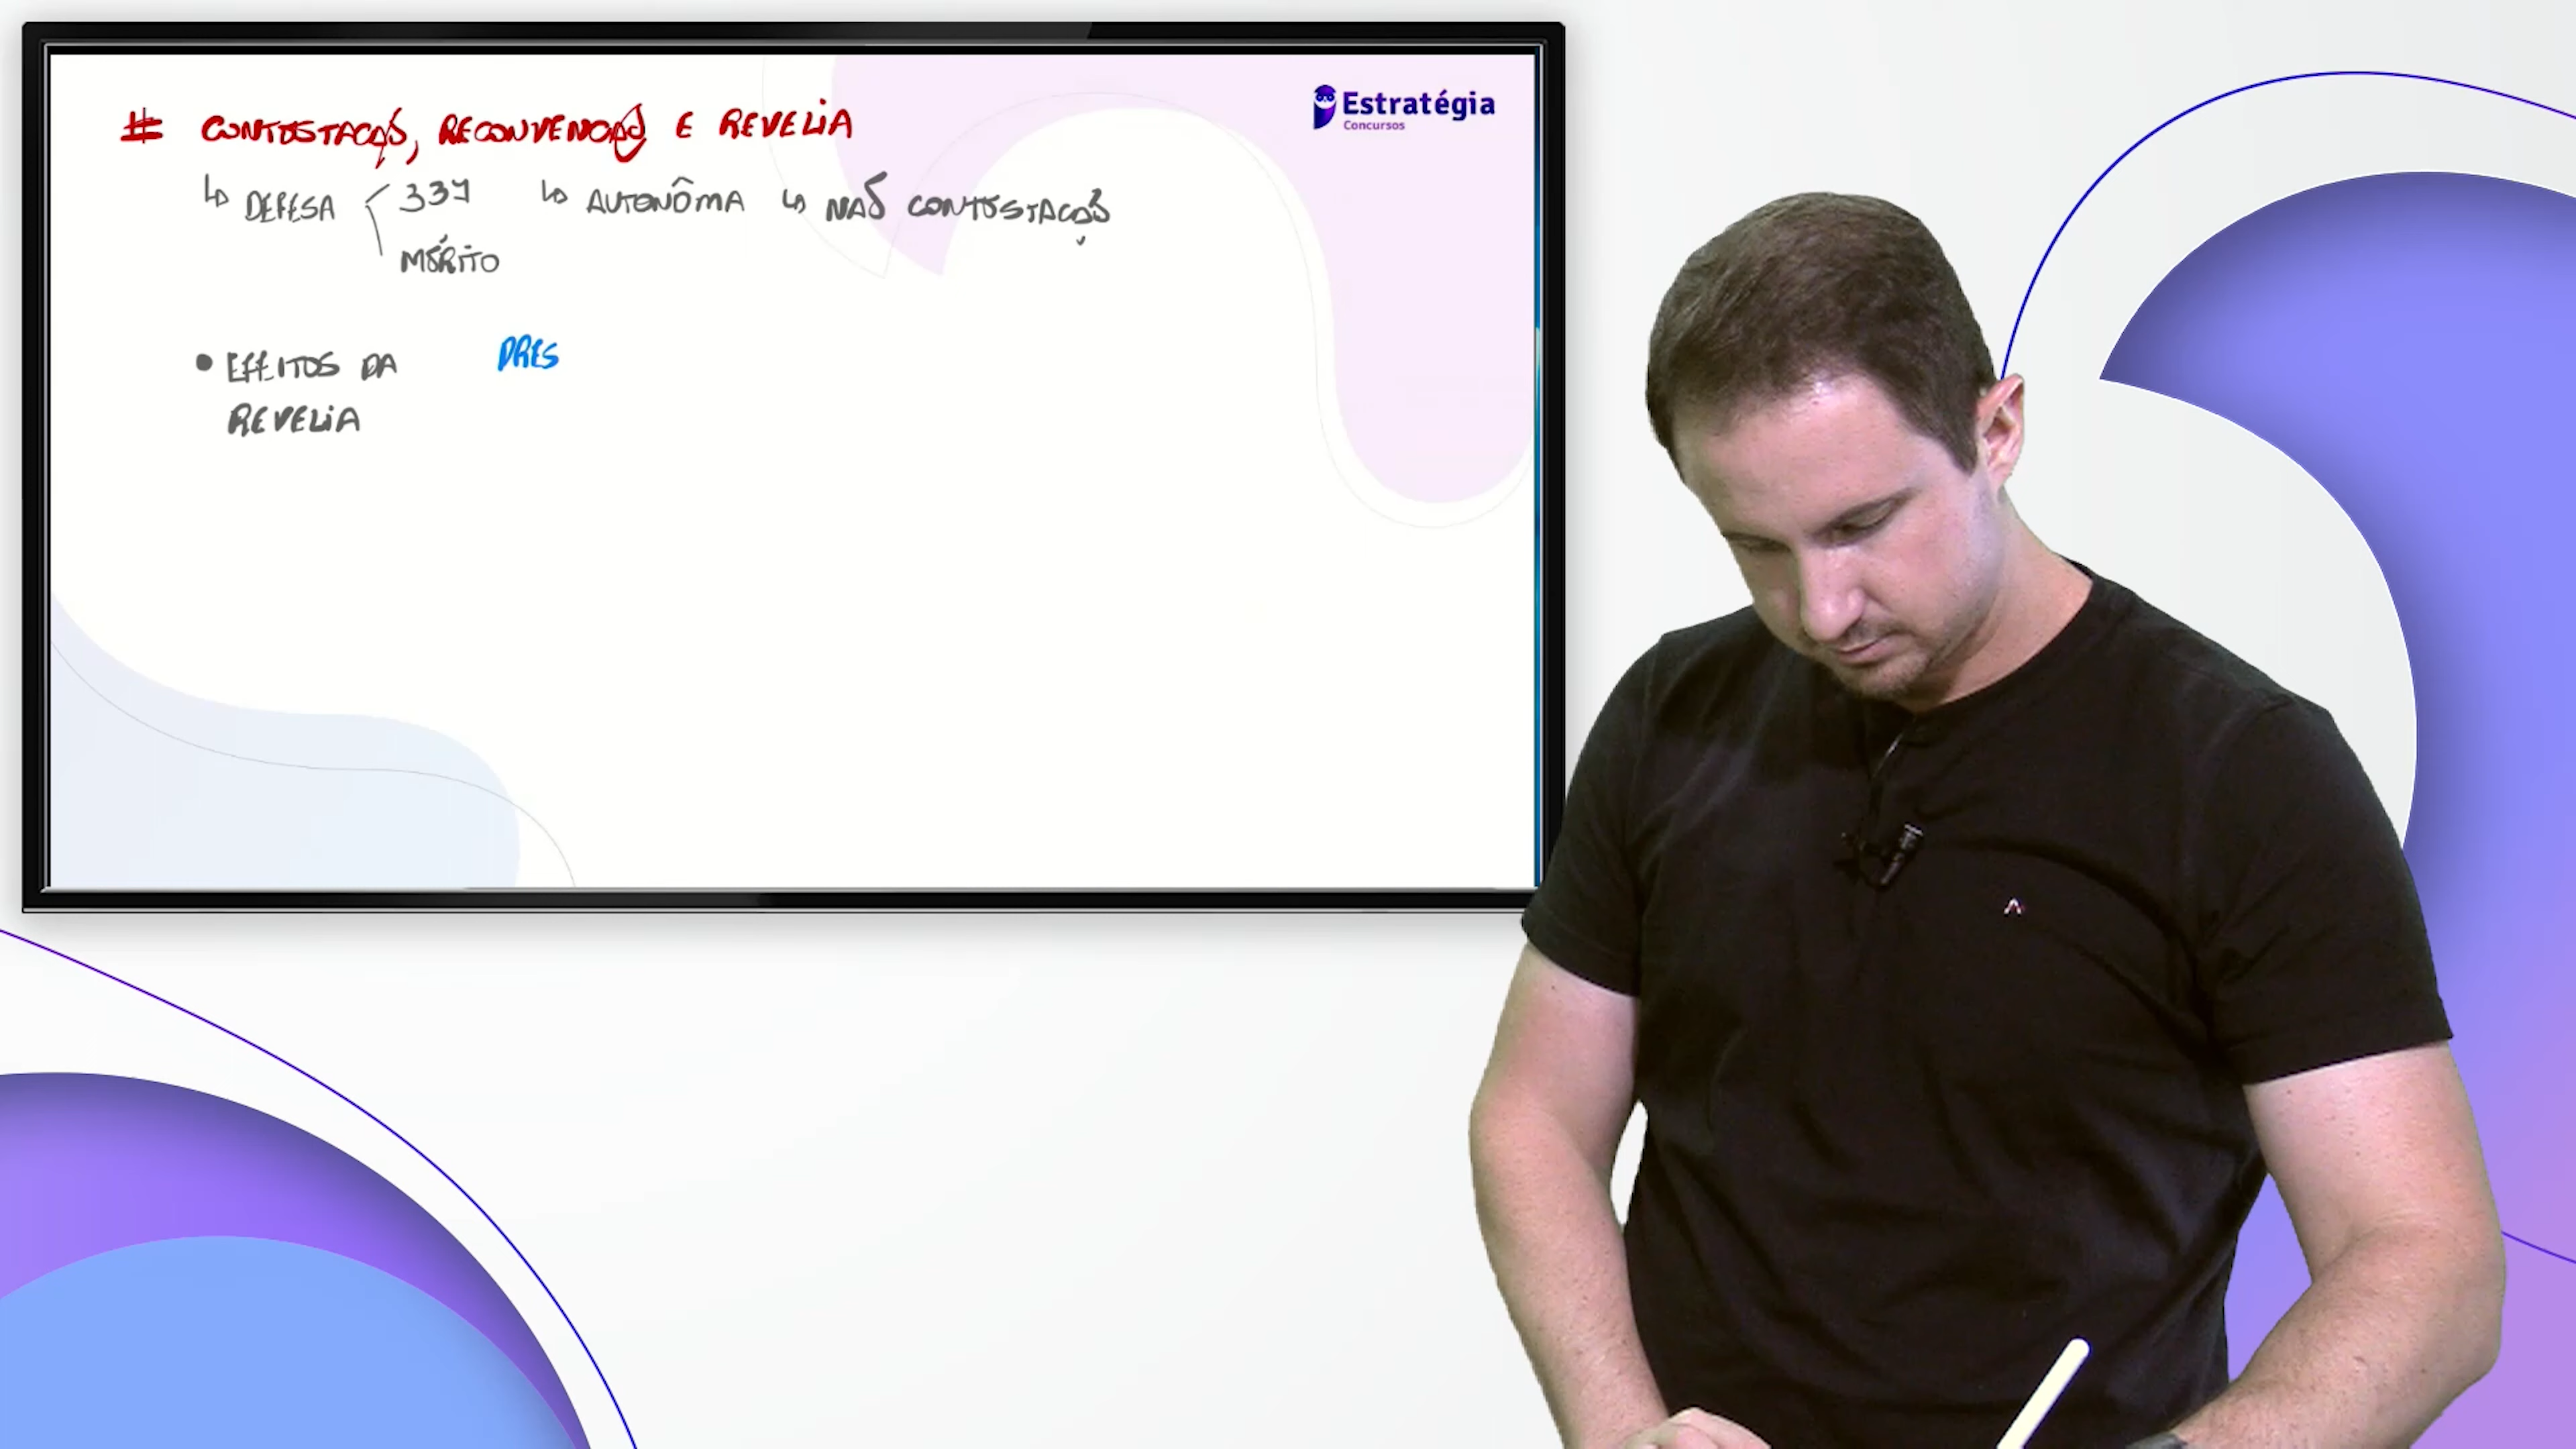 # CONTESTAÇÃO, RECONVENÇÃO E REVELIA
↳ DEFESA < 337 ↳ AUTONÔMA ↳ NÃO CONTESTAÇÃO
MÉRITO
• EFEITOS DA PRES
REVELIA
Estratégia
Concursos